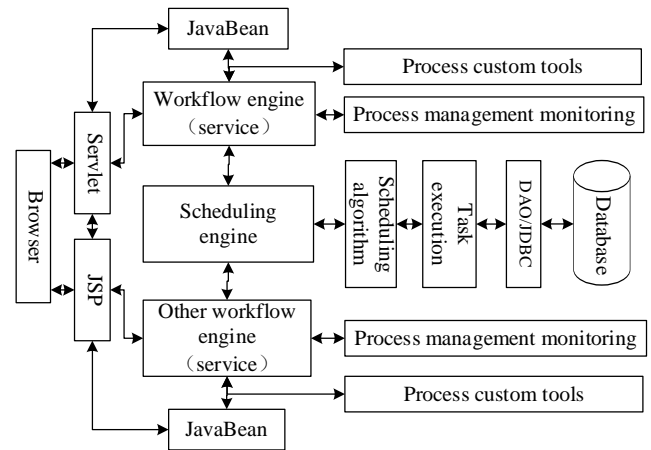 JavaBean
Process custom tools
Workflow engine
（service）
Process management monitoring
Servlet
Browser
Scheduling
engine
Scheduling
algorithm
Task
execution
DAO/JDBC
Database
JSP
Other workflow
engine
（service）
Process management monitoring
Process custom tools
JavaBean